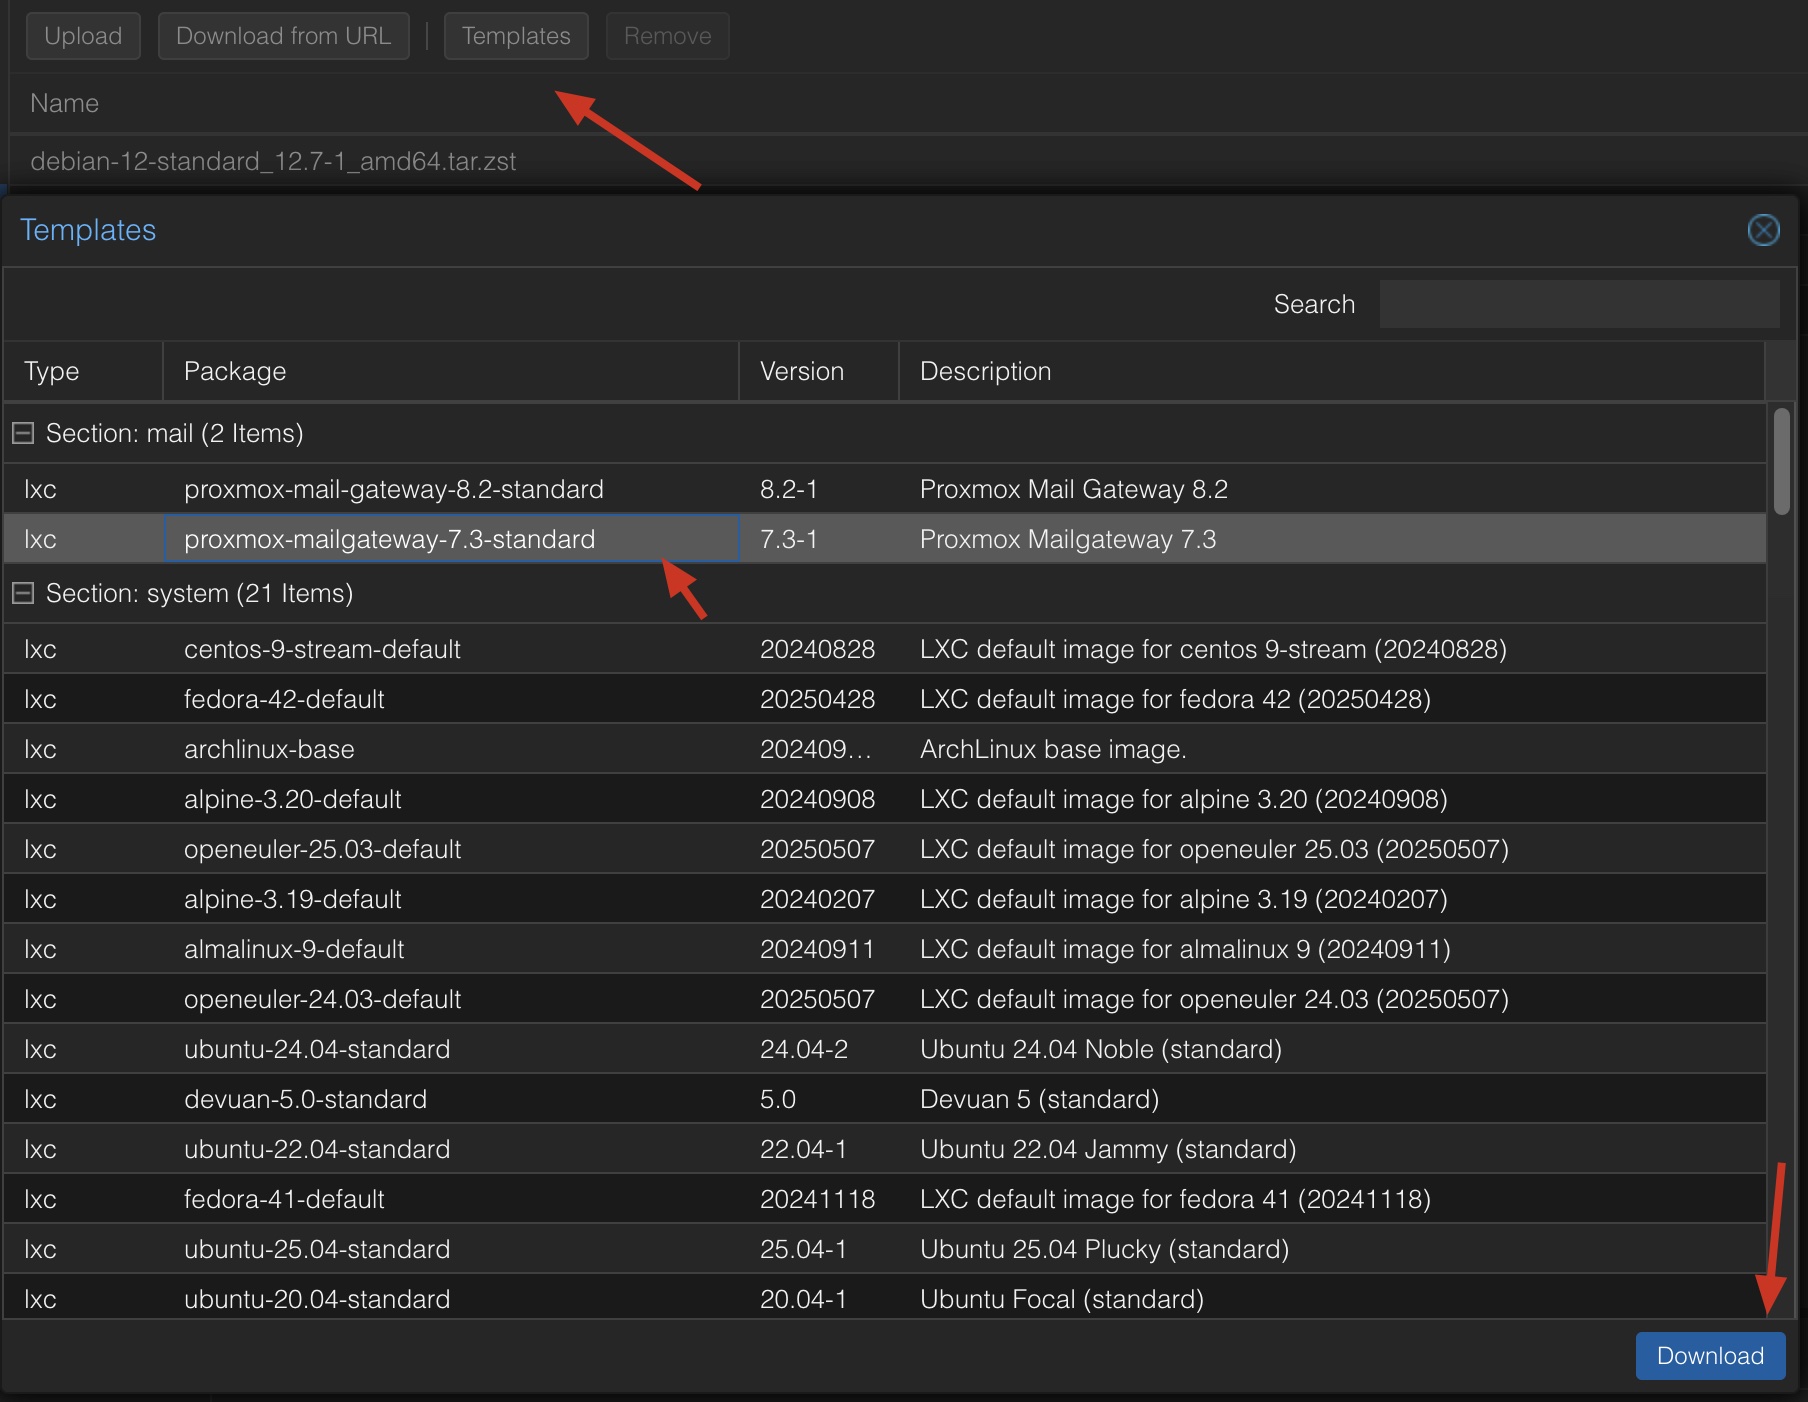 Upload Download from URL Templates Remove
Name
debian-12-standard_12.7-1_amd64.tar.zst
Templates
Search
Type Package Version Description
Section: mail (2 Items)
lxc proxmox-mail-gateway-8.2-standard 8.2-1 Proxmox Mail Gateway 8.2
lxc proxmox-mailgateway-7.3-standard 7.3-1 Proxmox Mailgateway 7.3
Section: system (21 Items)
lxc centos-9-stream-default 20240828 LXC default image for centos 9-stream (20240828)
lxc fedora-42-default 20250428 LXC default image for fedora 42 (20250428)
lxc archlinux-base 202409… ArchLinux base image.
lxc alpine-3.20-default 20240908 LXC default image for alpine 3.20 (20240908)
lxc openeuler-25.03-default 20250507 LXC default image for openeuler 25.03 (20250507)
lxc alpine-3.19-default 20240207 LXC default image for alpine 3.19 (20240207)
lxc almalinux-9-default 20240911 LXC default image for almalinux 9 (20240911)
lxc openeuler-24.03-default 20250507 LXC default image for openeuler 24.03 (20250507)
lxc ubuntu-24.04-standard 24.04-2 Ubuntu 24.04 Noble (standard)
lxc devuan-5.0-standard 5.0 Devuan 5 (standard)
lxc ubuntu-22.04-standard 22.04-1 Ubuntu 22.04 Jammy (standard)
lxc fedora-41-default 20241118 LXC default image for fedora 41 (20241118)
lxc ubuntu-25.04-standard 25.04-1 Ubuntu 25.04 Plucky (standard)
lxc ubuntu-20.04-standard 20.04-1 Ubuntu Focal (standard)
Download